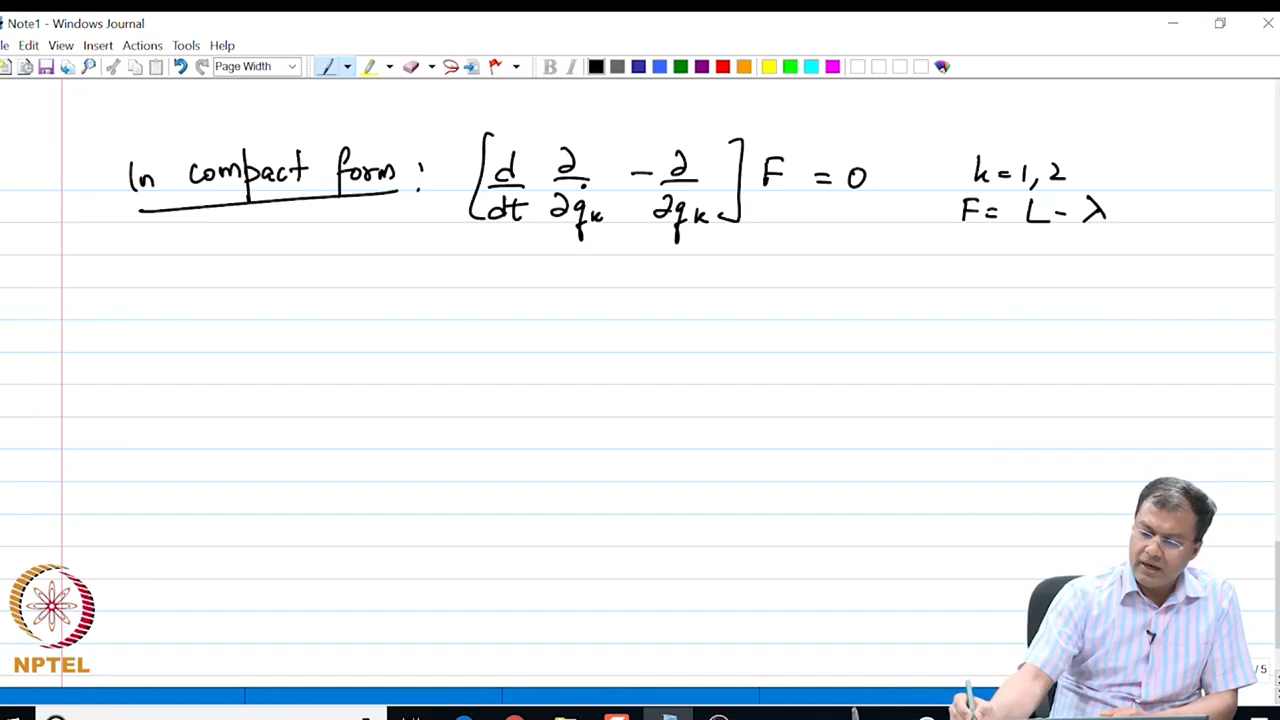 Note1 - Windows Journal
le Edit View Insert Actions Tools Help
Page Width
B I
In compact form : [d/dt ∂/∂q̇k - ∂/∂qk] F = 0 k = 1, 2
F = L - λ
NPTEL
/ 5